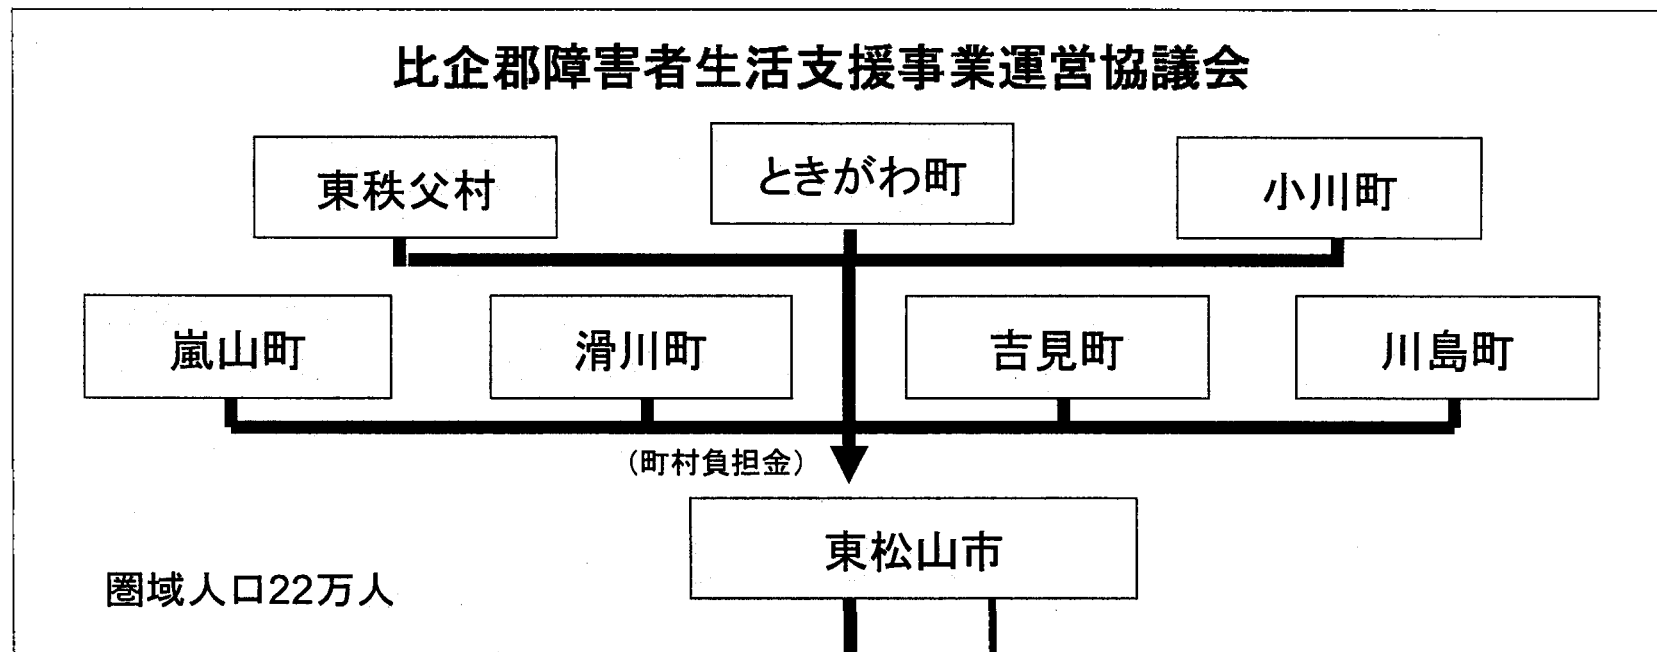 比企郡障害者生活支援事業運営協議会
東秩父村
ときがわ町
小川町
嵐山町
滑川町
吉見町
川島町
（町村負担金）
東松山市
圏域人口22万人